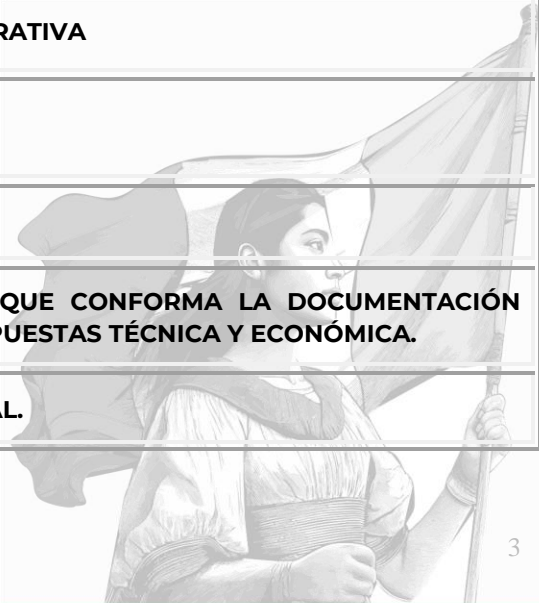 RATIVA
QUE CONFORMA LA DOCUMENTACIÓN
PUESTAS TÉCNICA Y ECONÓMICA.
AL.
3